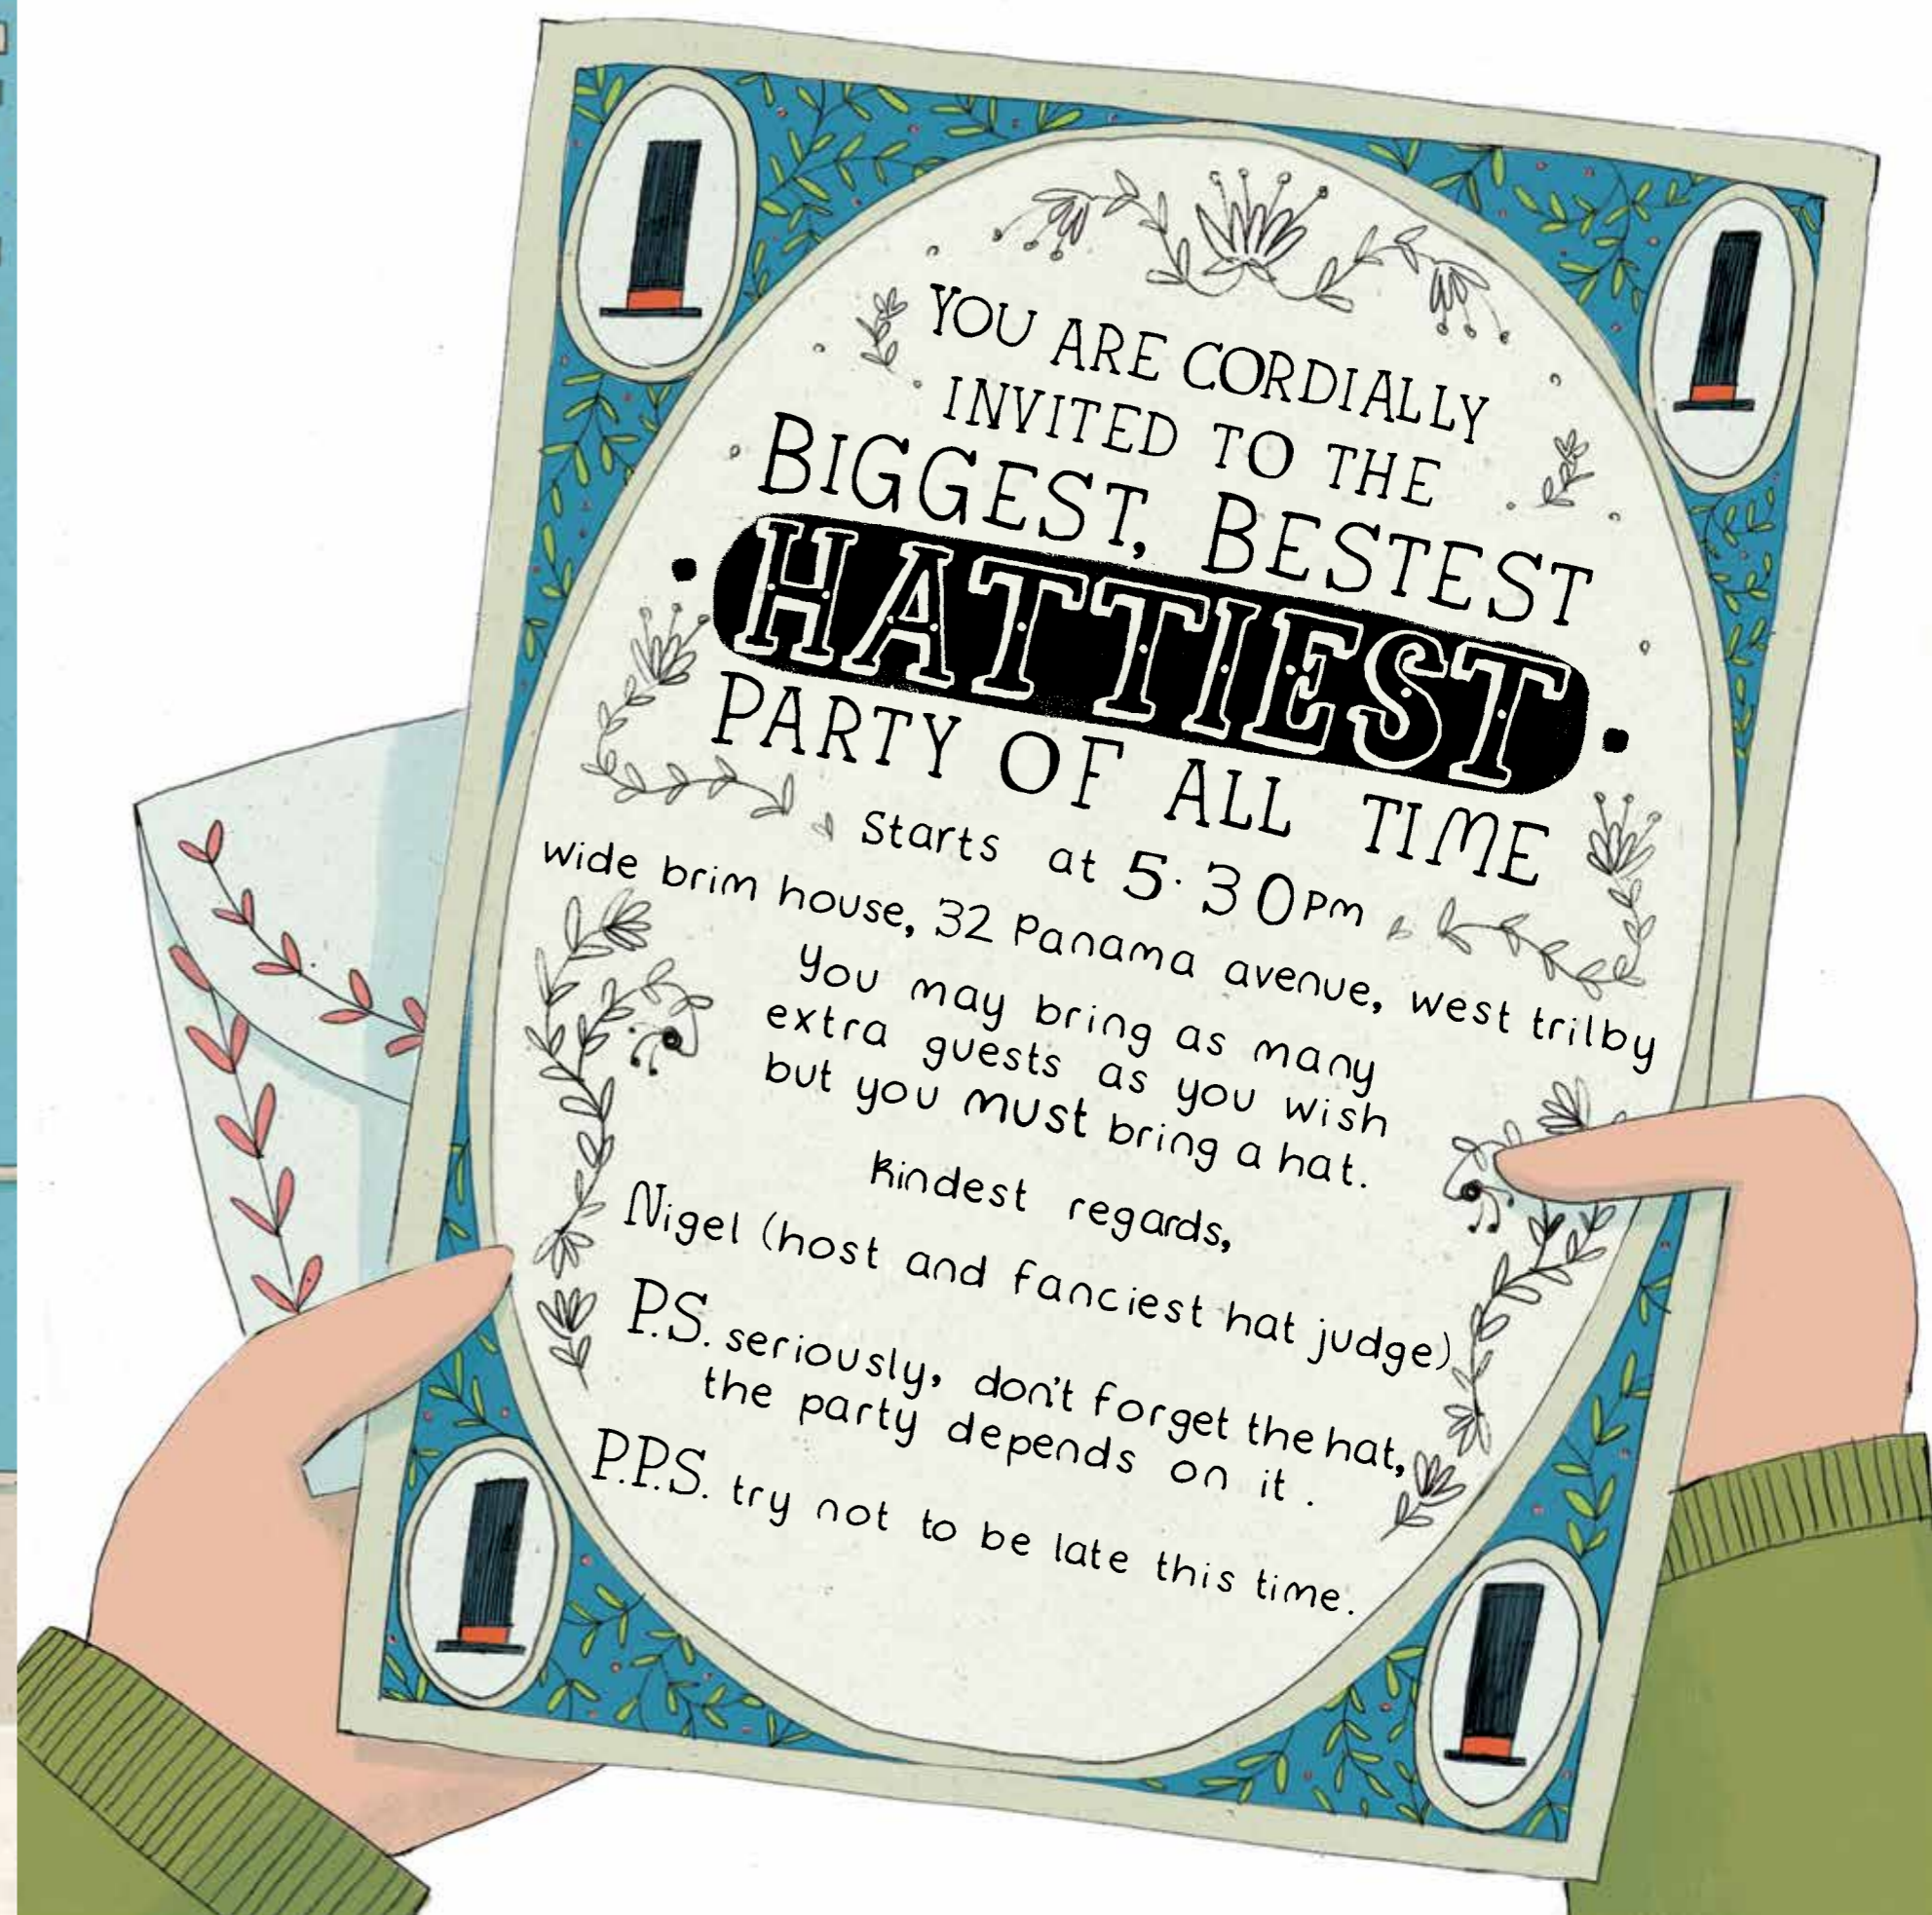 YOU ARE CORDIALLY
INVITED TO THE
BIGGEST, BESTEST
HATTIEST
PARTY OF ALL TIME
Starts at 5.30pm
wide brim house, 32 Panama avenue, west trilby
You may bring as many
extra guests as you wish
but you must bring a hat.
kindest regards,
Nigel (host and fanciest hat judge)
P.S. seriously, don't forget the hat,
the party depends on it.
P.P.S. try not to be late this time.